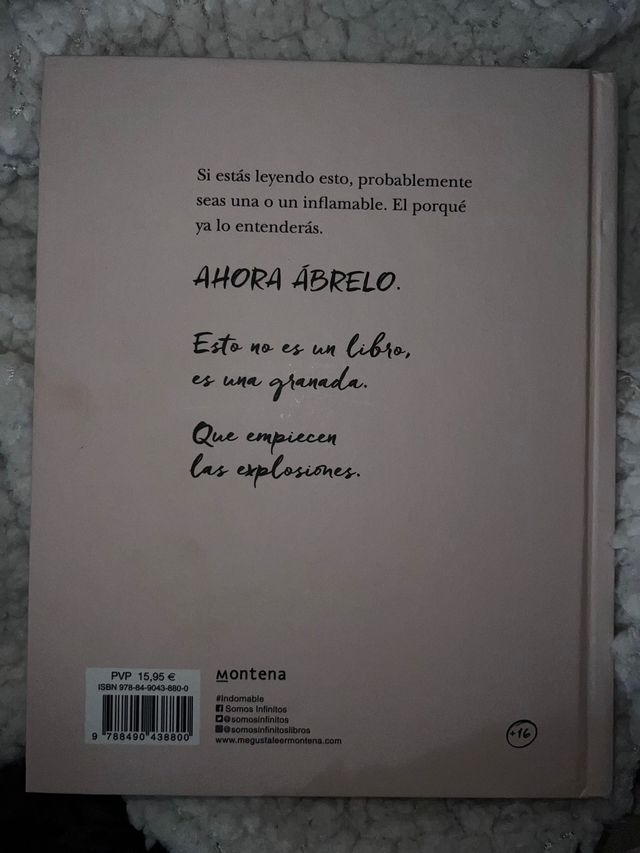 Si estás leyendo esto, probablemente
seas una o un inflamable. El porqué
ya lo entenderás.
AHORA ÁBRELO.
Esto no es un libro,
es una granada.
Que empiecen
las explosiones.
PVP 15,95 €
ISBN 978-84-9043-880-0
9 788490 438800
Montena
#Indomable
Somos Infinitos
@somosinfinitos
@somosinfinitoslibros
www.megustaleermontena.com
+16